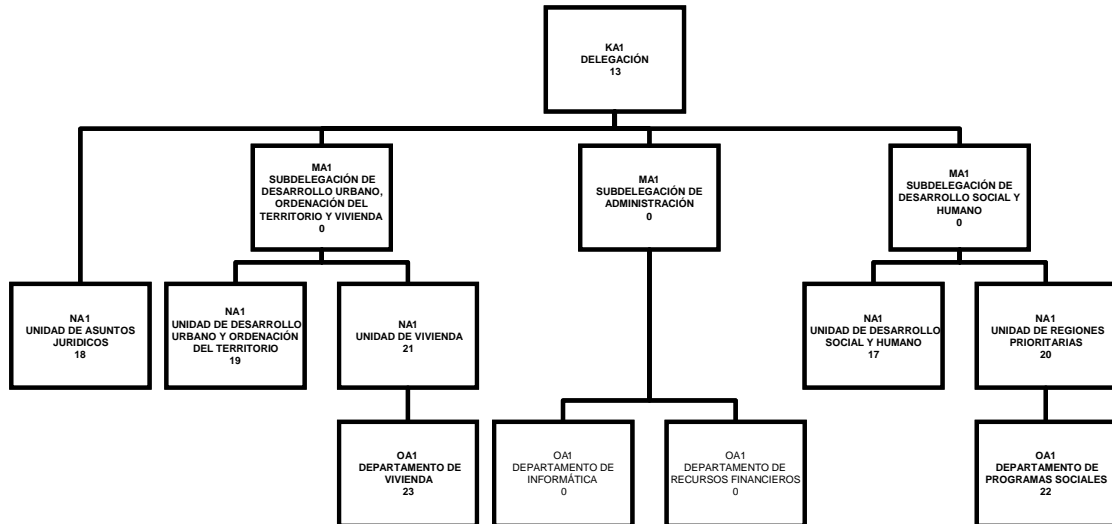 KA1
DELEGACIÓN
13
MA1
SUBDELEGACIÓN DE
DESARROLLO URBANO,
ORDENACIÓN DEL
TERRITORIO Y VIVIENDA
0
MA1
SUBDELEGACIÓN DE
ADMINISTRACIÓN
0
MA1
SUBDELEGACIÓN DE
DESARROLLO SOCIAL Y
HUMANO
0
NA1
UNIDAD DE ASUNTOS
JURIDICOS
18
NA1
UNIDAD DE DESARROLLO
URBANO Y ORDENACIÓN
DEL TERRITORIO
19
NA1
UNIDAD DE VIVIENDA
21
NA1
UNIDAD DE DESARROLLO
SOCIAL Y HUMANO
17
NA1
UNIDAD DE REGIONES
PRIORITARIAS
20
OA1
DEPARTAMENTO DE
VIVIENDA
23
OA1
DEPARTAMENTO DE
INFORMÁTICA
0
OA1
DEPARTAMENTO DE
RECURSOS FINANCIEROS
0
OA1
DEPARTAMENTO DE
PROGRAMAS SOCIALES
22